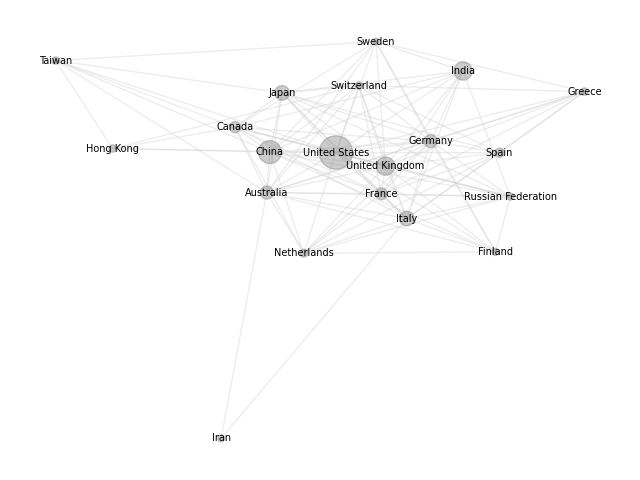 Sweden
Taiwan
India
Switzerland
Greece
Japan
Canada
Germany
Hong Kong
China
United States
Spain
United Kingdom
Australia
France
Russian Federation
Italy
Netherlands
Finland
Iran